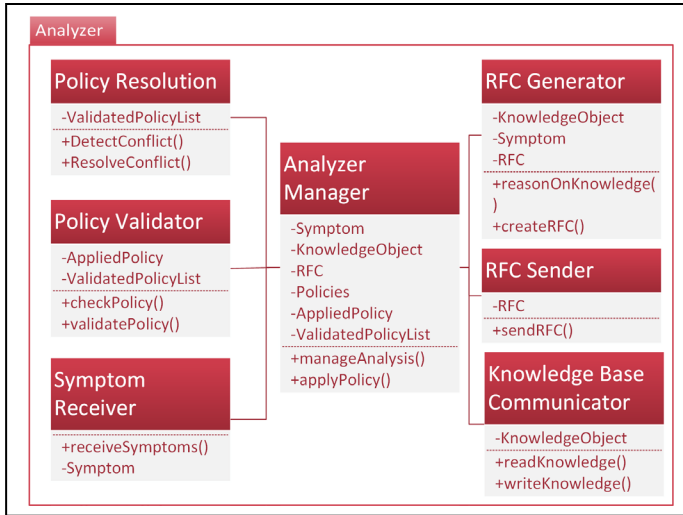 Analyzer
Policy Resolution
-ValidatedPolicyList
+DetectConflict()
+ResolveConflict()
Policy Validator
-AppliedPolicy
-ValidatedPolicyList
+checkPolicy()
+validatePolicy()
Symptom
Receiver
+receiveSymptoms()
-Symptom
Analyzer
Manager
-Symptom
-KnowledgeObject
-RFC
-Policies
-AppliedPolicy
-ValidatedPolicyList
+manageAnalysis()
+applyPolicy()
RFC Generator
-KnowledgeObject
-Symptom
-RFC
+reasonOnKnowledge(
)
+createRFC()
RFC Sender
-RFC
+sendRFC()
Knowledge Base
Communicator
-KnowledgeObject
+readKnowledge()
+writeKnowledge()